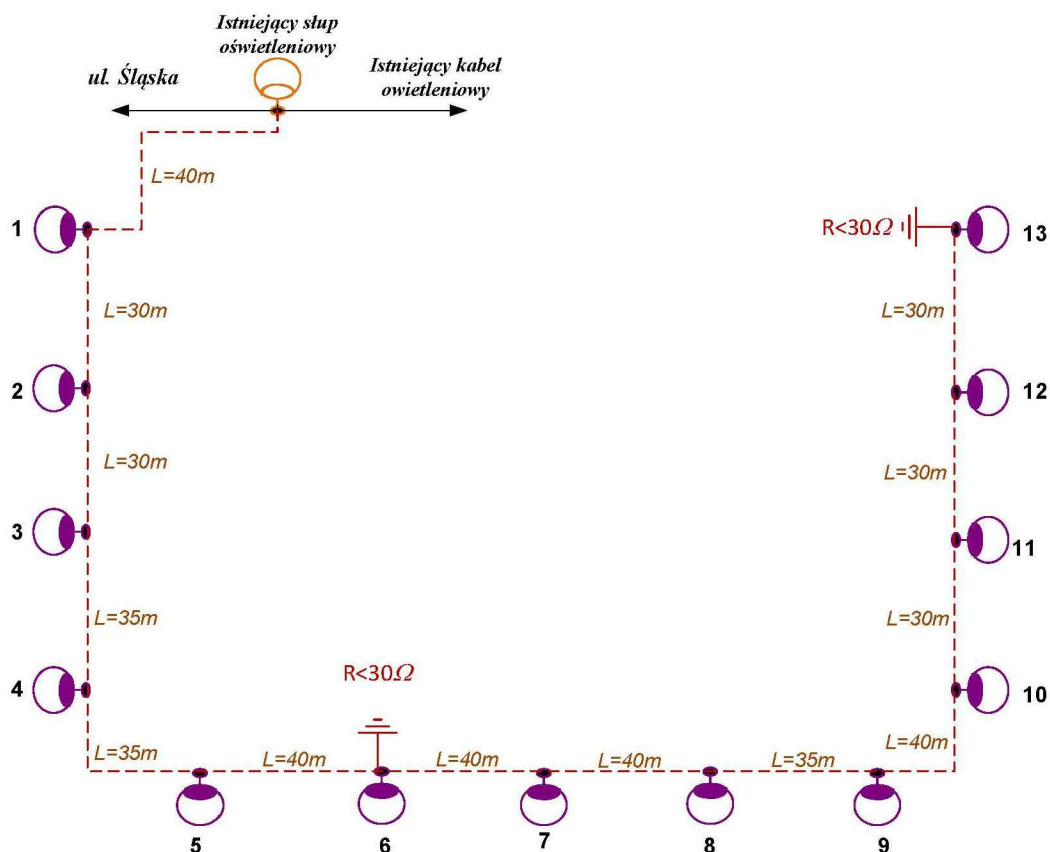 Istniejący słup
oświetleniowy
ul. Śląska
Istniejący kabel
owietleniowy
L=40m
1
R<30Ω
13
L=30m
L=30m
2
12
L=30m
L=30m
3
11
L=35m
L=30m
4
R<30Ω
10
L=35m
L=40m
L=40m
L=40m
L=35m
L=40m
5
6
7
8
9